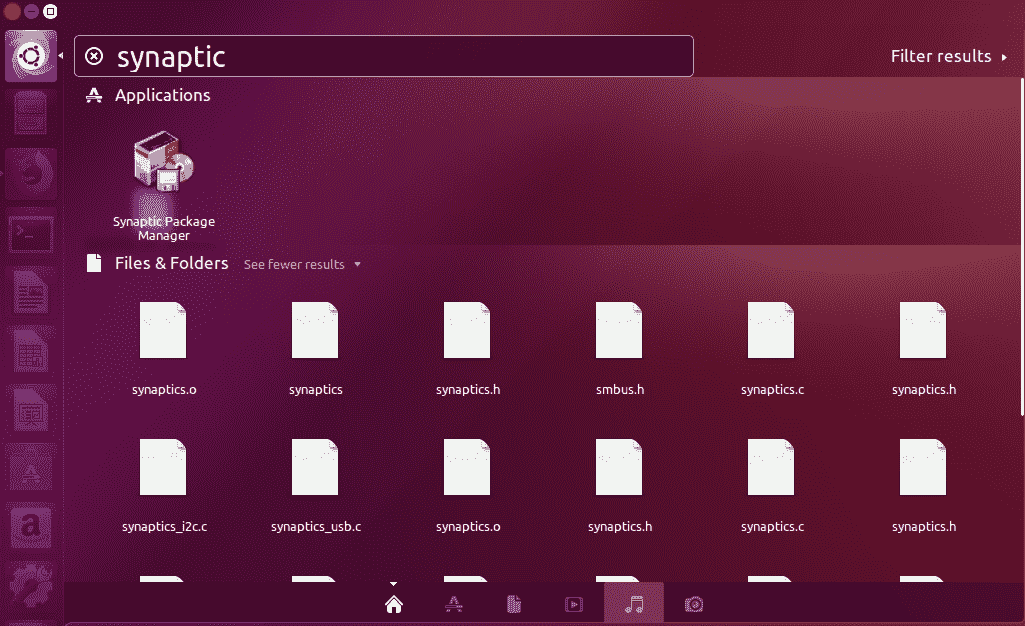 synaptic
Filter results
Applications
Synaptic Package
Manager
Files & Folders See fewer results
synaptics.o synaptics synaptics.h smbus.h synaptics.c synaptics.h
synaptics_i2c.c synaptics_usb.c synaptics.o synaptics.h synaptics.c synaptics.h